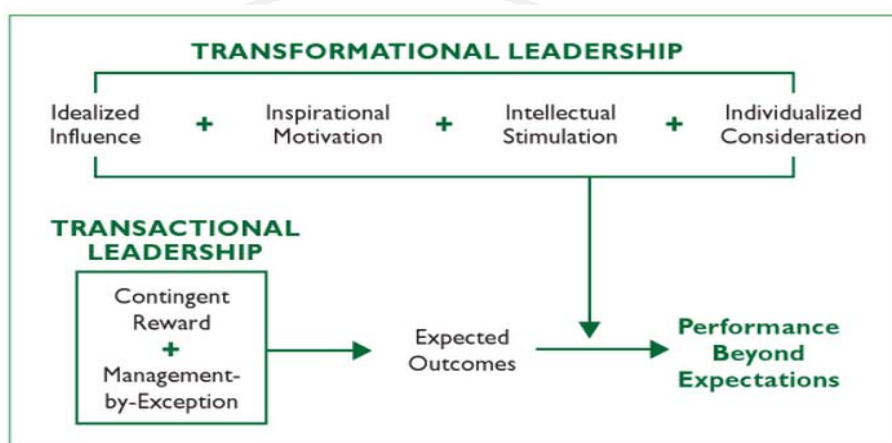 TRANSFORMATIONAL LEADERSHIP
Idealized
Influence
+
Inspirational
Motivation
+
Intellectual
Stimulation
+
Individualized
Consideration
TRANSACTIONAL
LEADERSHIP
Contingent
Reward
+
Management-
by-Exception
Expected
Outcomes
Performance
Beyond
Expectations